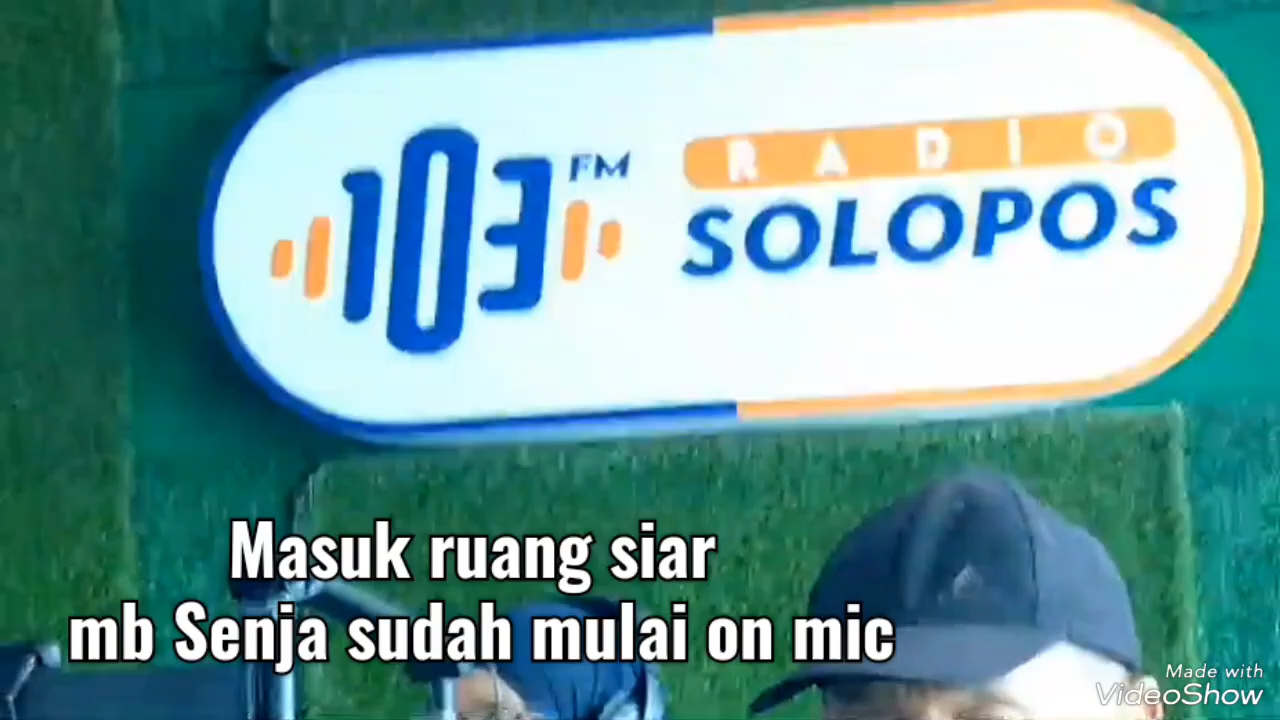 103 FM
RADIO
SOLOPOS
Masuk ruang siar
mb Senja sudah mulai on mic
Made with
VideoShow